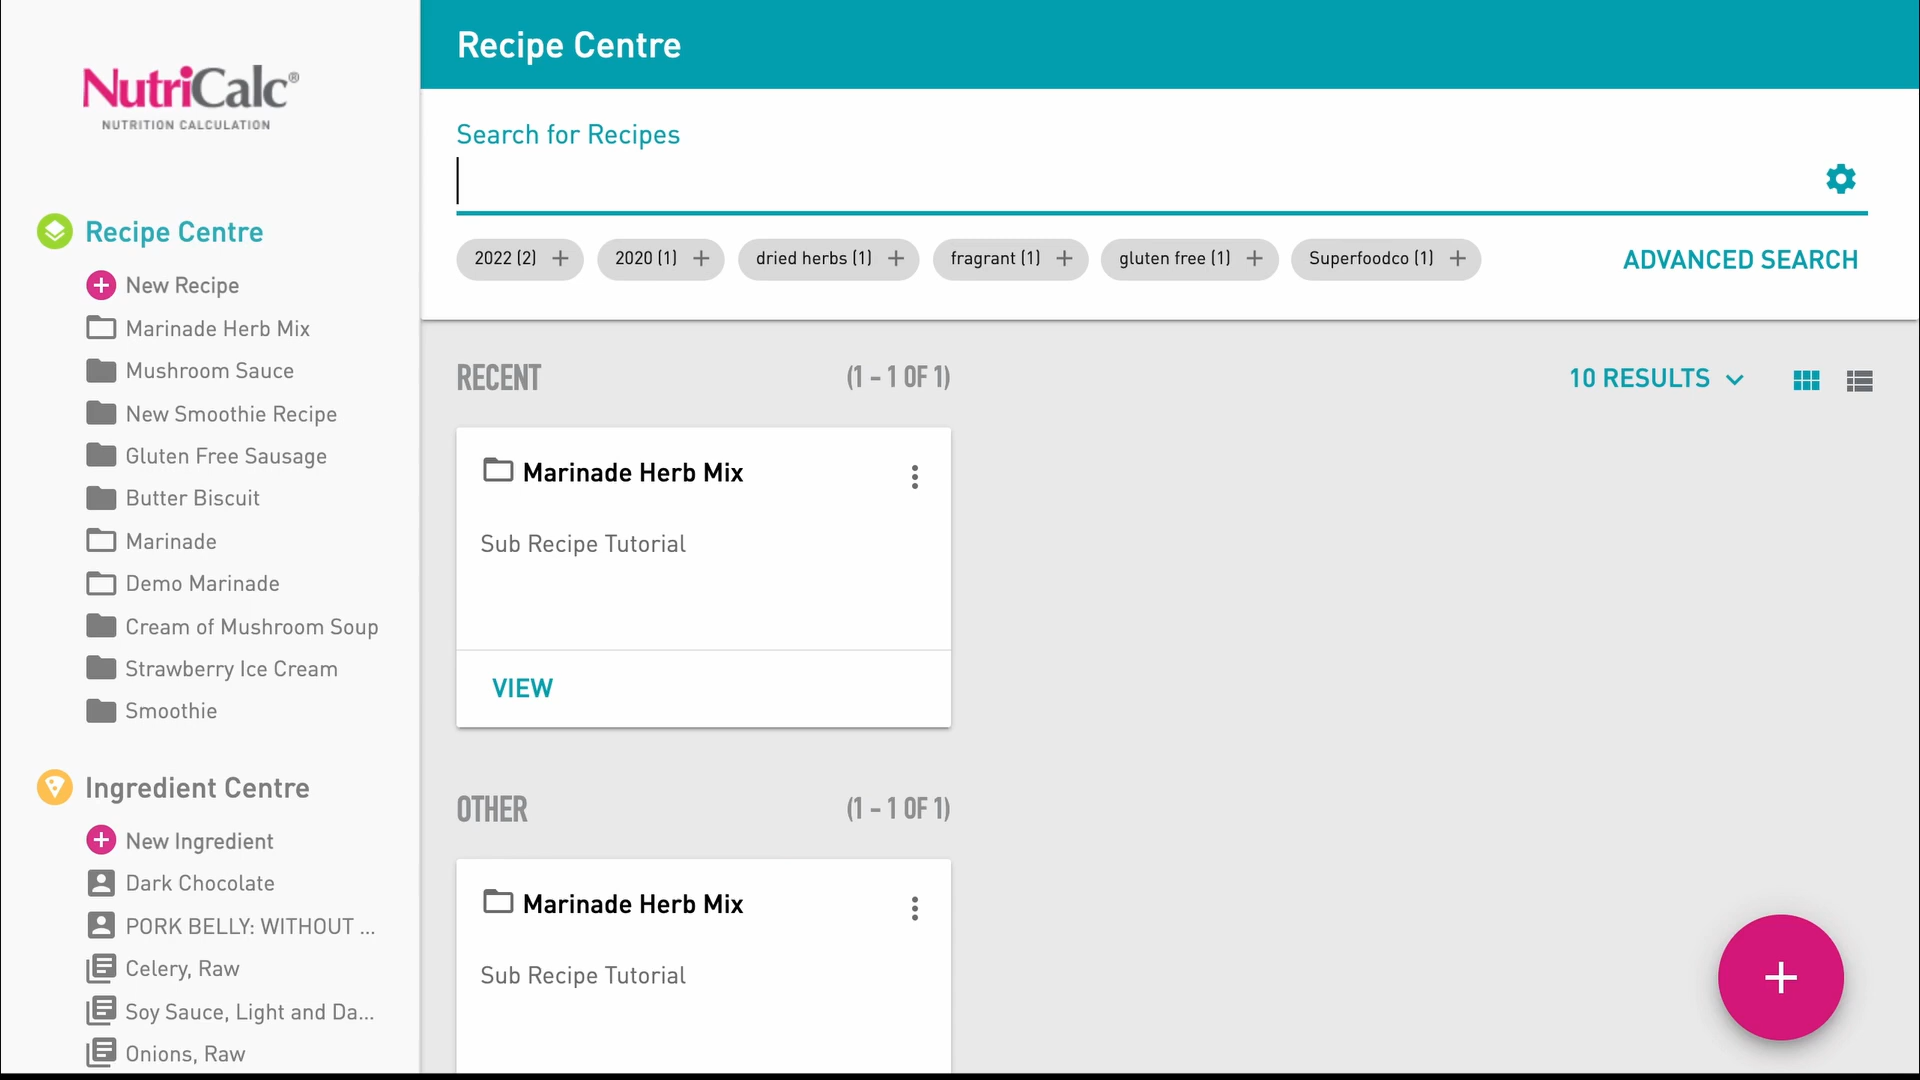 NutriCalc®
NUTRITION CALCULATION
Recipe Centre
New Recipe
Marinade Herb Mix
Mushroom Sauce
New Smoothie Recipe
Gluten Free Sausage
Butter Biscuit
Marinade
Demo Marinade
Cream of Mushroom Soup
Strawberry Ice Cream
Smoothie
Ingredient Centre
New Ingredient
Dark Chocolate
PORK BELLY: WITHOUT ...
Celery, Raw
Soy Sauce, Light and Da...
Onions, Raw
Recipe Centre
Search for Recipes
2022 (2) + 2020 (1) + dried herbs (1) + fragrant (1) + gluten free (1) + Superfoodco (1) + ADVANCED SEARCH
RECENT (1 – 1 OF 1) 10 RESULTS
Marinade Herb Mix
Sub Recipe Tutorial
VIEW
OTHER (1 – 1 OF 1)
Marinade Herb Mix
Sub Recipe Tutorial